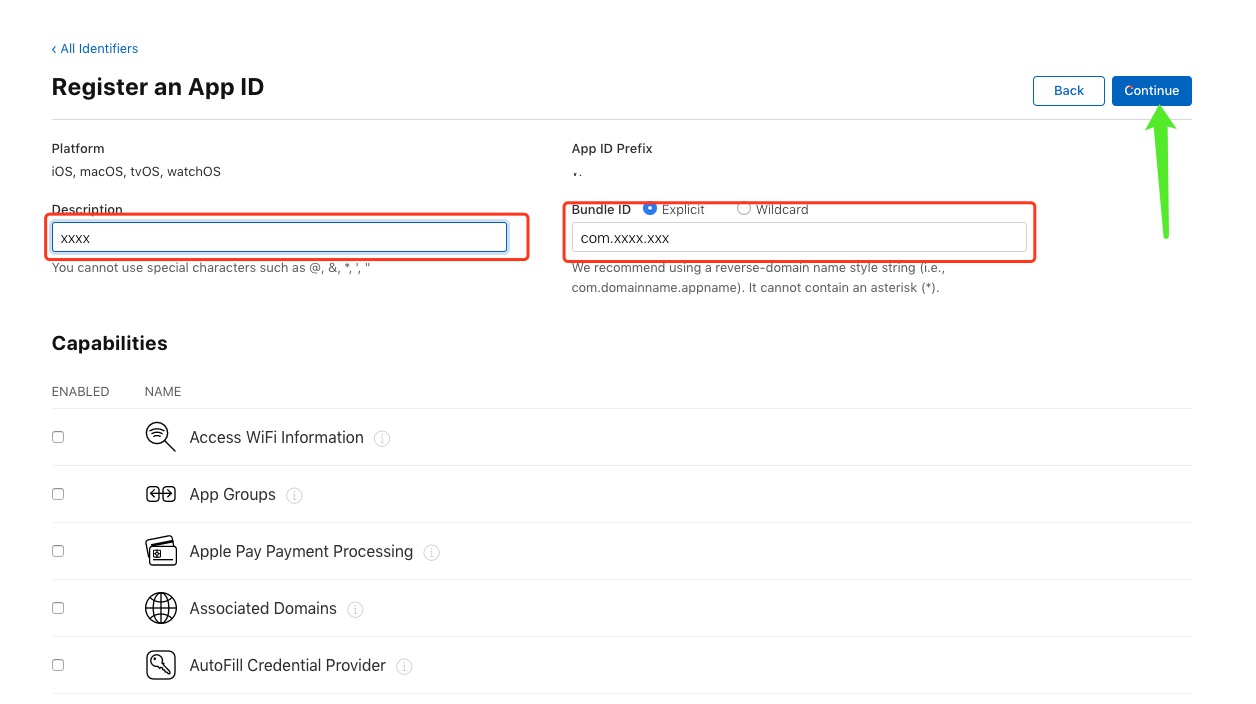 ‹ All Identifiers
Register an App ID
Back
Continue
Platform
App ID Prefix
iOS, macOS, tvOS, watchOS
Description
Bundle ID Explicit Wildcard
xxxx
com.xxxx.xxx
You cannot use special characters such as @, &, *, ', "
We recommend using a reverse-domain name style string (i.e.,
com.domainname.appname). It cannot contain an asterisk (*).
Capabilities
ENABLED NAME
Access WiFi Information
App Groups
Apple Pay Payment Processing
Associated Domains
AutoFill Credential Provider